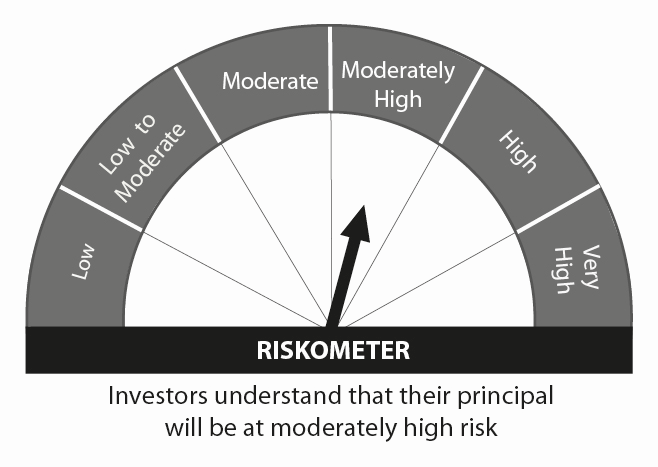 Low
Low to
Moderate
Moderate
Moderately
High
High
Very
High
RISKOMETER
Investors understand that their principal
will be at moderately high risk